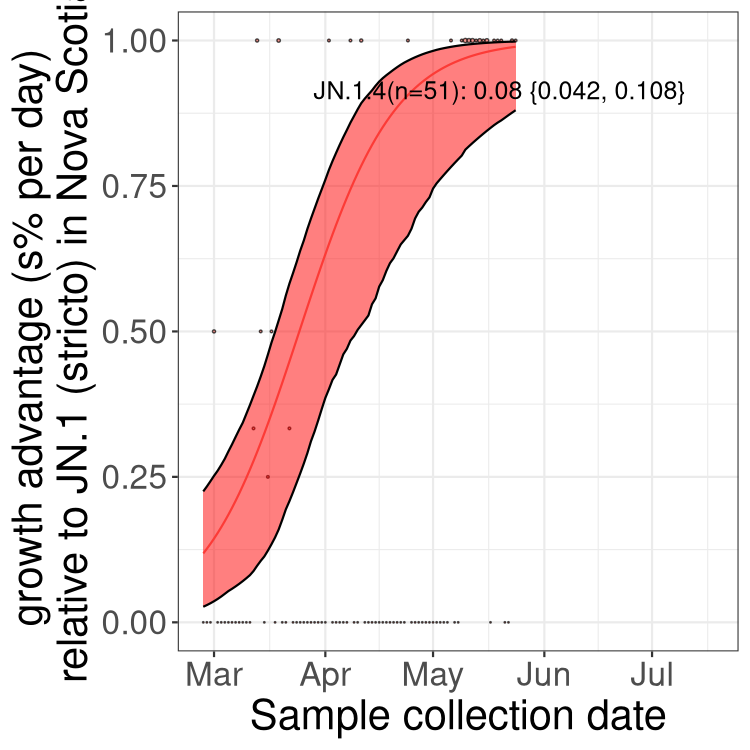 growth advantage (s% per day)
relative to JN.1 (stricto) in Nova Scotia
1.00
0.75
0.50
0.25
0.00
JN.1.4(n=51): 0.08 {0.042, 0.108}
Mar Apr May Jun Jul
Sample collection date